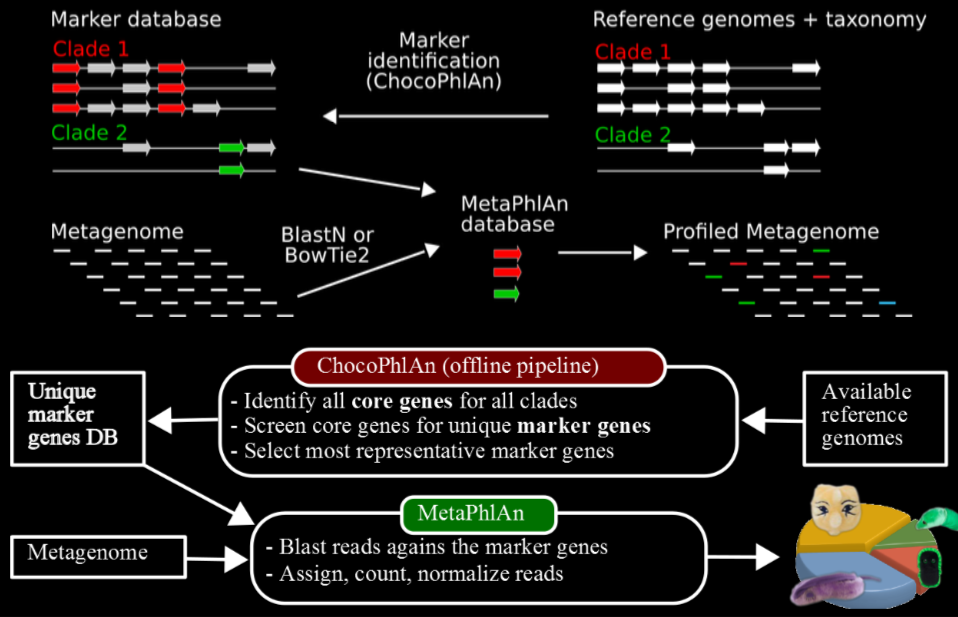 Marker database
Reference genomes + taxonomy
Clade 1
Marker
identification
(ChocoPhlAn)
Clade 1
Clade 2
Clade 2
Metagenome
BlastN or
BowTie2
MetaPhlAn
database
Profiled Metagenome
ChocoPhlAn (offline pipeline)
Unique
marker
genes DB
- Identify all core genes for all clades
- Screen core genes for unique marker genes
- Select most representative marker genes
Available
reference
genomes
MetaPhlAn
Metagenome
- Blast reads agains the marker genes
- Assign, count, normalize reads